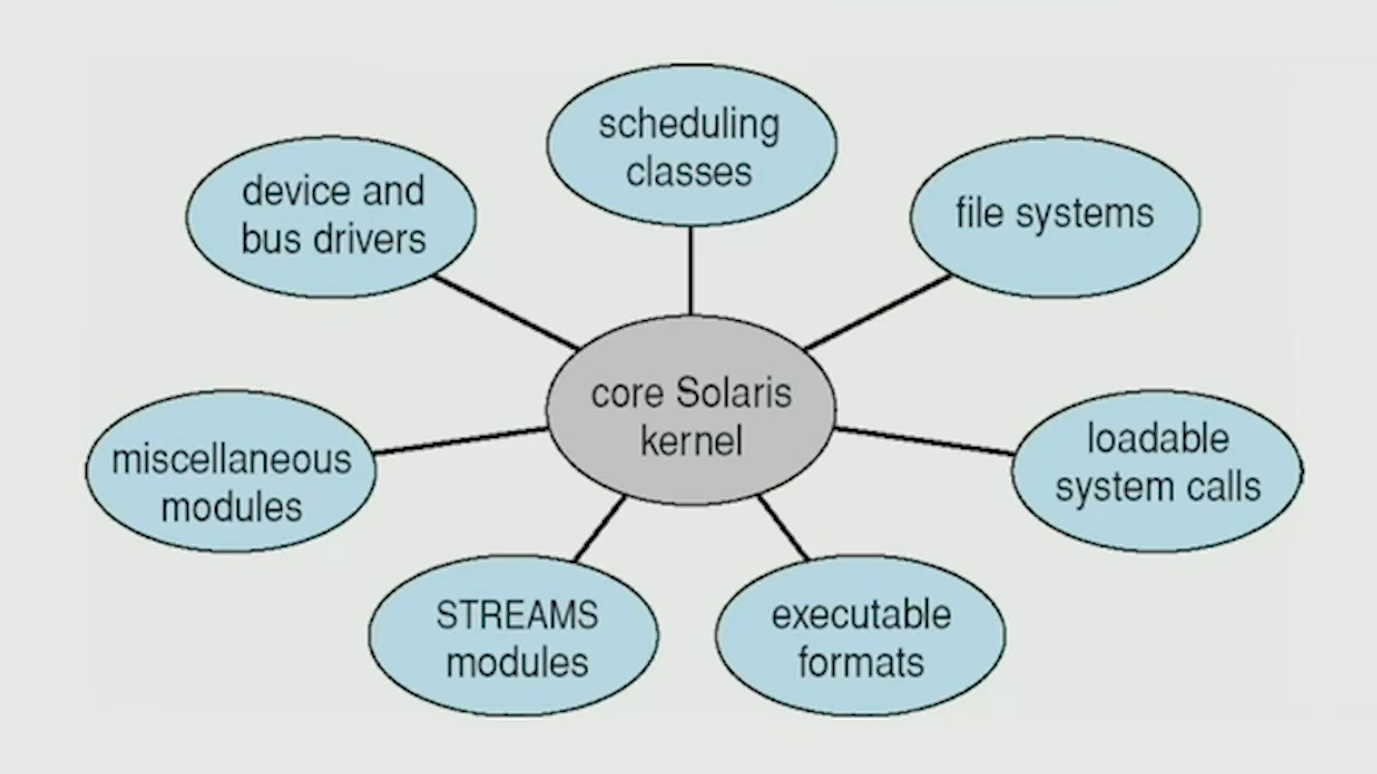 scheduling
classes
device and
bus drivers
file systems
core Solaris
kernel
miscellaneous
modules
loadable
system calls
STREAMS
modules
executable
formats